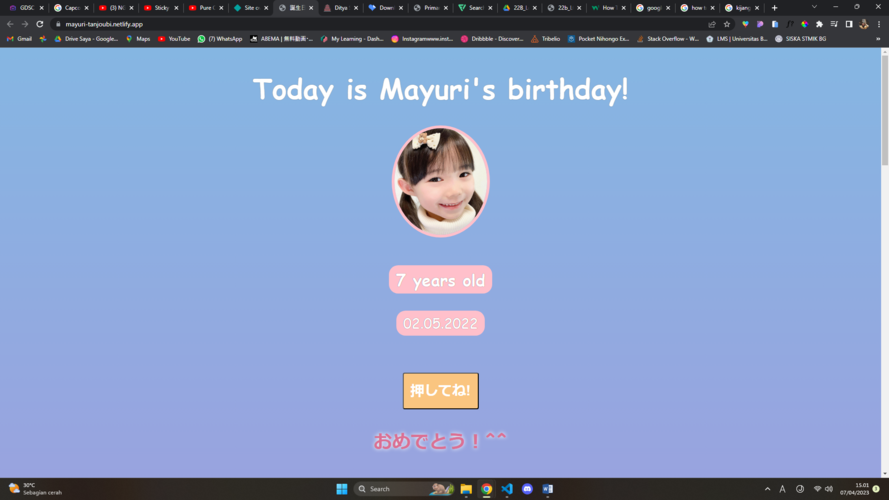 GDSC
Capca
(3) NO
Sticky
Pure C
Site o
誕生日
Ditya
Down
Prima
Searc
22B_
22b_
How
googl
how t
kijang
mayuri-tanjoubi.netlify.app
Gmail
Drive Saya - Google...
Maps
YouTube
(?) WhatsApp
ABEMA | 無料動画・...
My Learning - Dash...
Instagramwww.inst...
Dribbble - Discover...
Tribelio
Pocket Nihongo Ex...
Stack Overflow - W...
LMS | Universitas B...
SISKA STMIK BG
Today is Mayuri's birthday!
7 years old
02.05.2022
押してね!
おめでとう！^^
30°C
Sebagian cerah
Search
15.01
07/04/2023